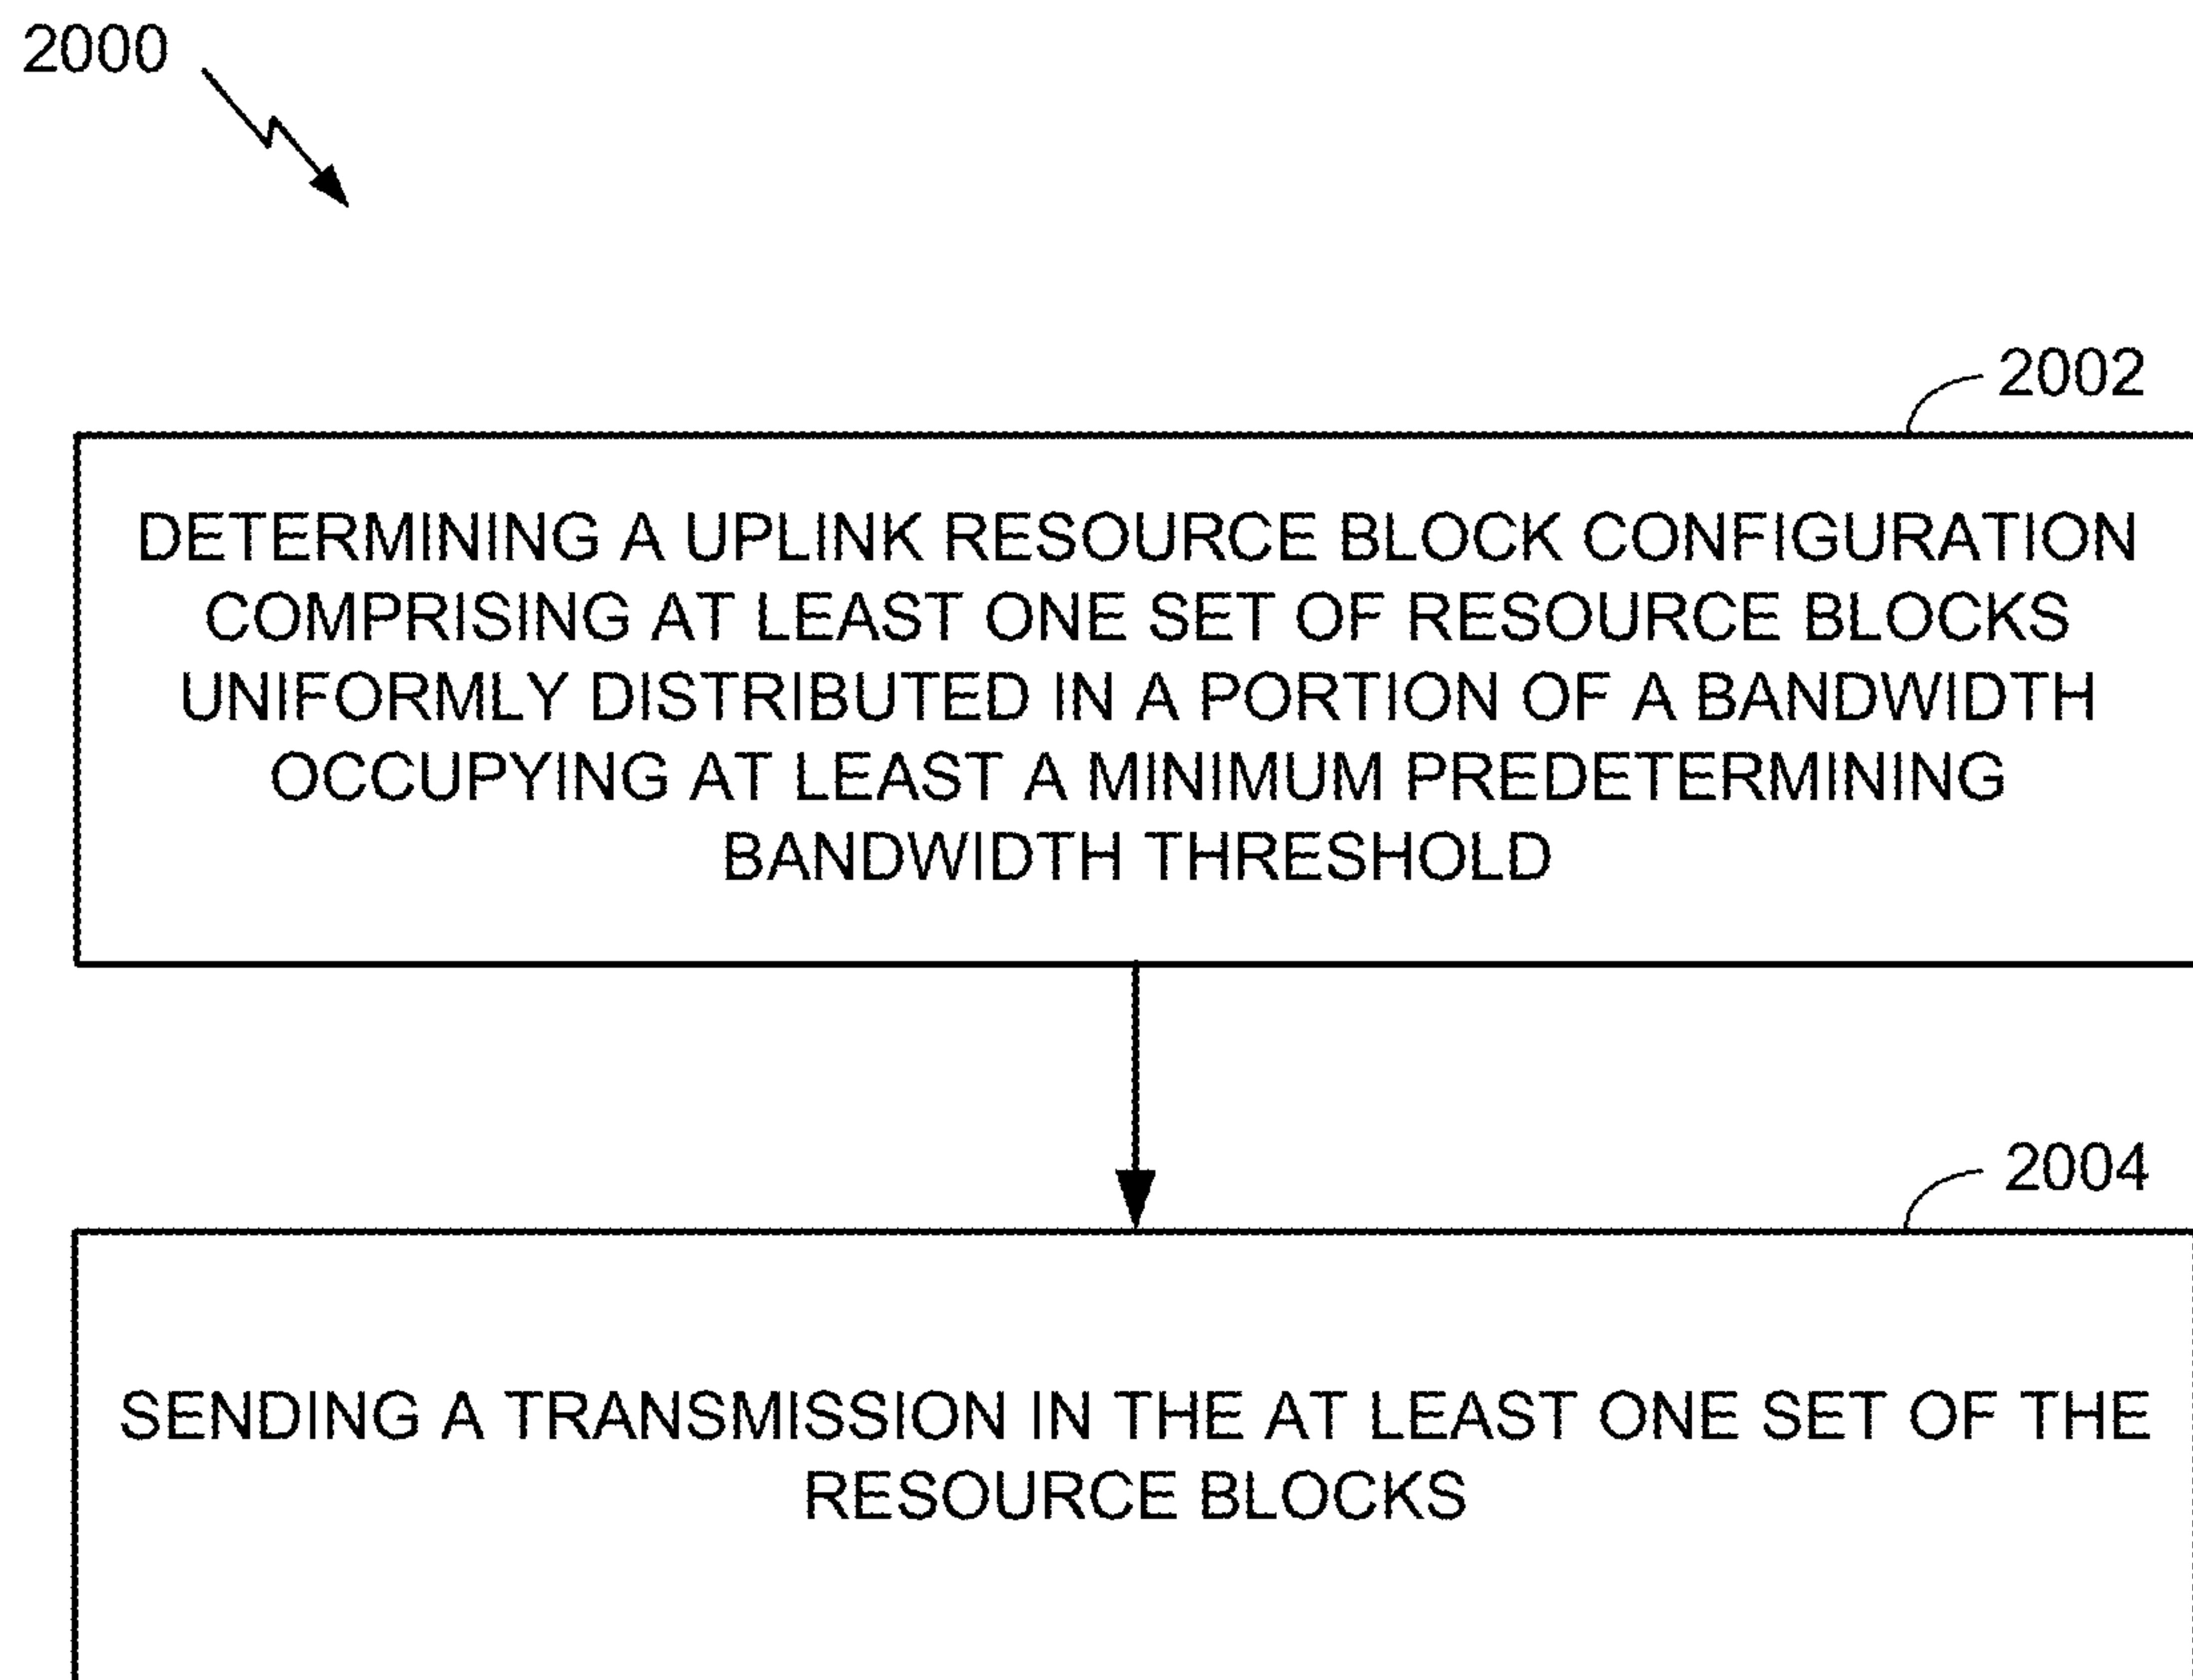 2000
2002
DETERMINING A UPLINK RESOURCE BLOCK CONFIGURATION
COMPRISING AT LEAST ONE SET OF RESOURCE BLOCKS
UNIFORMLY DISTRIBUTED IN A PORTION OF A BANDWIDTH
OCCUPYING AT LEAST A MINIMUM PREDETERMINING
BANDWIDTH THRESHOLD
2004
SENDING A TRANSMISSION IN THE AT LEAST ONE SET OF THE
RESOURCE BLOCKS